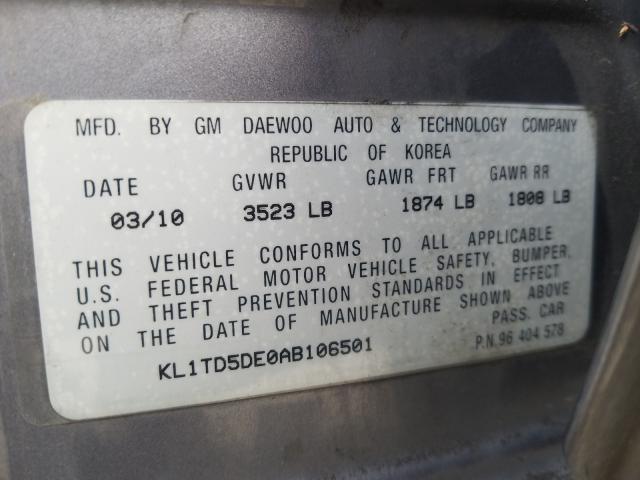 MFD. BY GM DAEWOO AUTO & TECHNOLOGY COMPANY
REPUBLIC OF KOREA
DATE GVWR GAWR FRT GAWR RR
03/10 3523 LB 1874 LB 1808 LB
THIS VEHICLE CONFORMS TO ALL APPLICABLE
U.S. FEDERAL MOTOR VEHICLE SAFETY, BUMPER,
AND THEFT PREVENTION STANDARDS IN EFFECT
ON THE DATE OF MANUFACTURE SHOWN ABOVE
PASS. CAR
KL1TD5DE0AB106501 P.N. 96 404 578